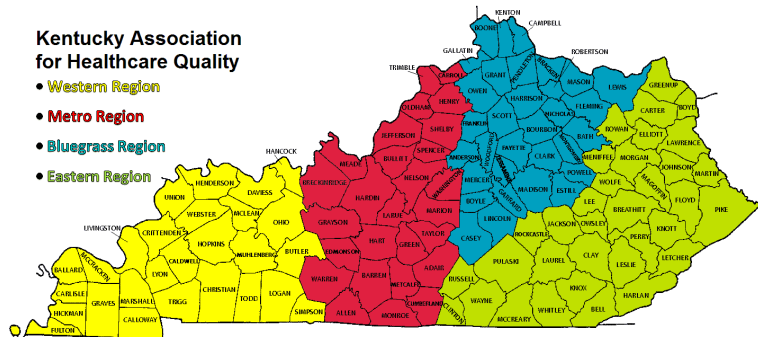 Kentucky Association
for Healthcare Quality
Western Region
Metro Region
Bluegrass Region
Eastern Region
KENTON
CAMPBELL
BOONE
GALLATIN
ROBERTSON
TRIMBLE
CARROLL
GRANT
PENDLETON
BRACKEN
MASON
LEWIS
GREENUP
OWEN
HENRY
HARRISON
FLEMING
CARTER
BOYD
OLDHAM
SCOTT
NICHOLAS
ROWAN
ELLIOTT
LAWRENCE
JEFFERSON
SHELBY
FRANKLIN
BOURBON
BATH
SPENCER
WOODFORD
FAYETTE
MONTGOMERY
MENIFEE
MORGAN
JOHNSON
MARTIN
HANCOCK
MEADE
BULLITT
ANDERSON
CLARK
POWELL
WOLFE
MAGOFFIN
BRECKINRIDGE
NELSON
WASHINGTON
MERCER
MADISON
ESTILL
LEE
BREATHITT
FLOYD
PIKE
HENDERSON
DAVIESS
HARDIN
BOYLE
GARRARD
UNION
WEBSTER
MCLEAN
OHIO
GRAYSON
LARUE
MARION
LINCOLN
JACKSON
OWSLEY
PERRY
KNOTT
LIVINGSTON
CRITTENDEN
HOPKINS
MUHLENBERG
BUTLER
EDMONSON
HART
GREEN
TAYLOR
CASEY
ROCKCASTLE
LETCHER
MCCRACKEN
BALLARD
CALDWELL
LYON
WARREN
BARREN
METCALFE
ADAIR
RUSSELL
PULASKI
LAUREL
CLAY
LESLIE
CARLISLE
GRAVES
MARSHALL
TRIGG
CHRISTIAN
TODD
LOGAN
SIMPSON
ALLEN
MONROE
CUMBERLAND
CLINTON
WAYNE
MCCREARY
WHITLEY
KNOX
BELL
HARLAN
HICKMAN
FULTON
CALLOWAY